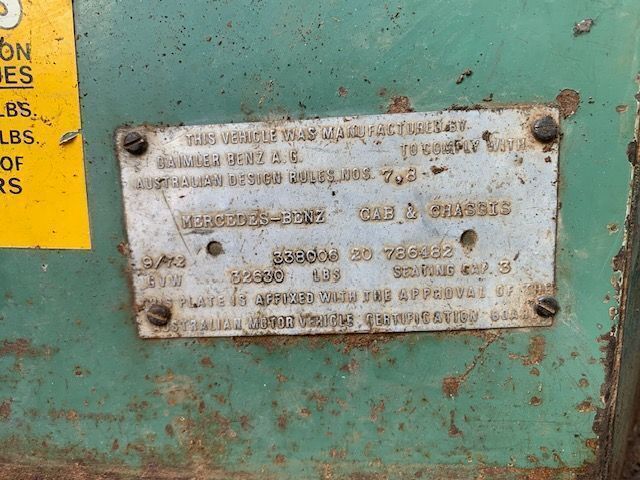 S
ON
UES
LBS.
LBS.
OF
RS
THIS VEHICLE WAS MANUFACTURED BY
DAIMLER BENZ A.G. TO COMPLY WITH
AUSTRALIAN DESIGN RULES NOS. 7,8
MERCEDES-BENZ CAB & CHASSIS
9/72 338006 20 786482
GVW 32630 LBS SEATING CAP. 3
THIS PLATE IS AFFIXED WITH THE APPROVAL OF THE
AUSTRALIAN MOTOR VEHICLE CERTIFICATION BOARD